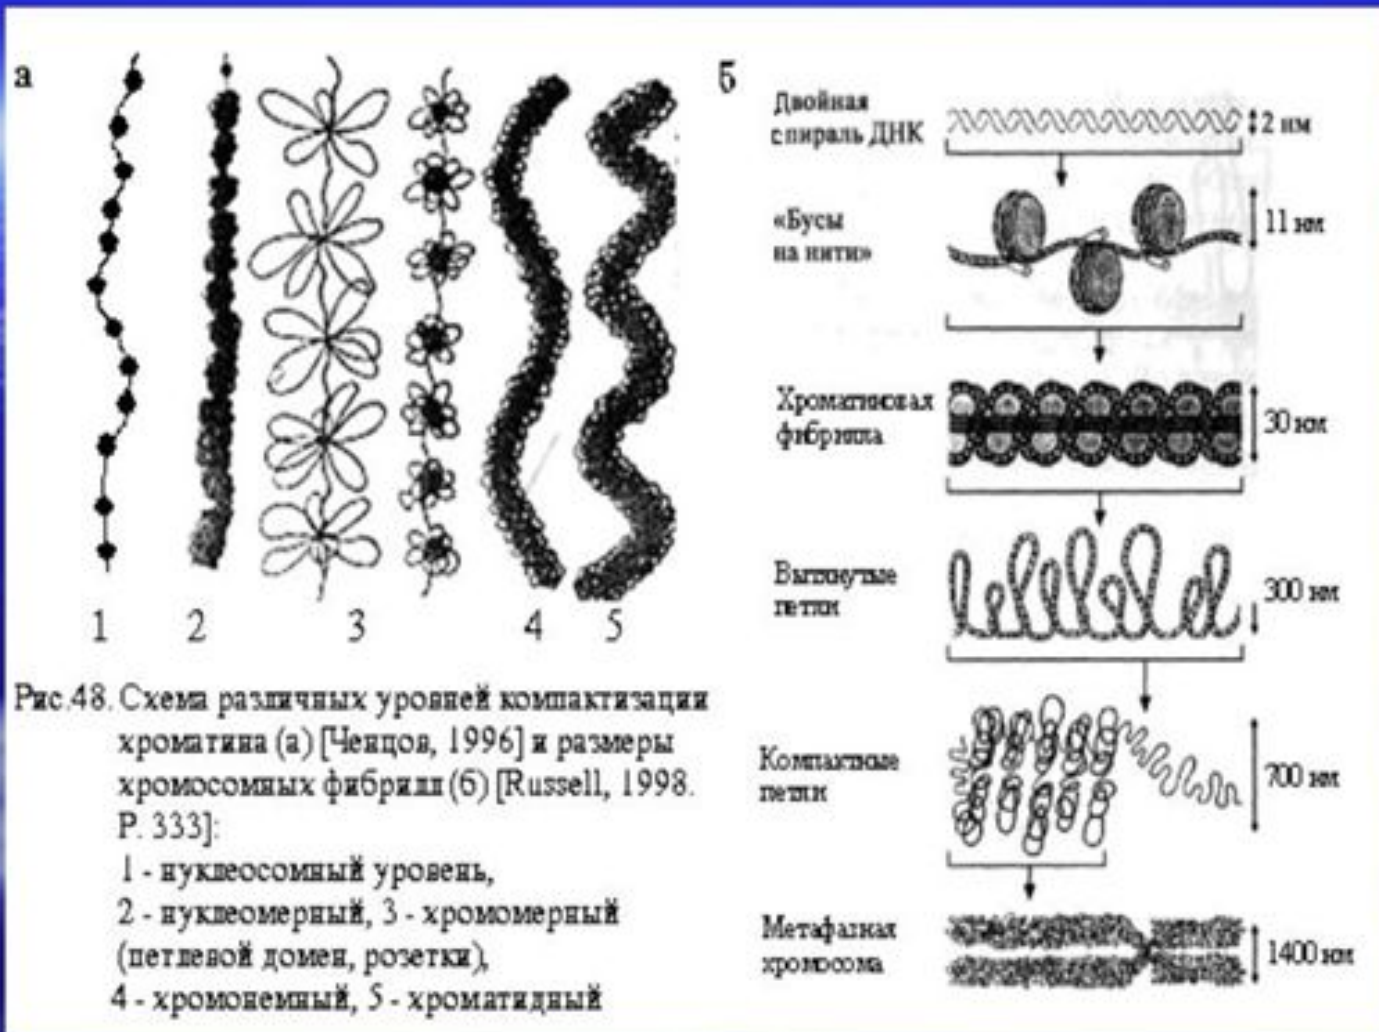 а
1 2 3 4 5
Рис.48. Схема различных уровней компактизации
хроматина (а) [Ченцов, 1996] и размеры
хромосомных фибрилл (б) [Russell, 1998.
P. 333]:
1 - нуклеосомный уровень,
2 - нуклеомерный, 3 - хромомерный
(петлевой домен, розетки),
4 - хромонемный, 5 - хроматидный
б
Двойная
спираль ДНК
2 нм
«Бусы
на нити»
11 нм
Хроматиновая
фибрилла
30 нм
Вытянутые
петли
300 нм
Компактные
петли
700 нм
Метафазная
хромосома
1400 нм